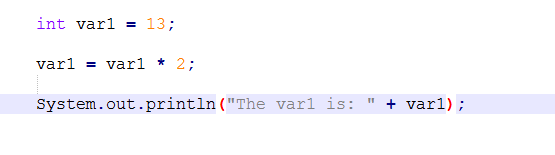 int var1 = 13;
var1 = var1 * 2;
System.out.println("The var1 is: " + var1);